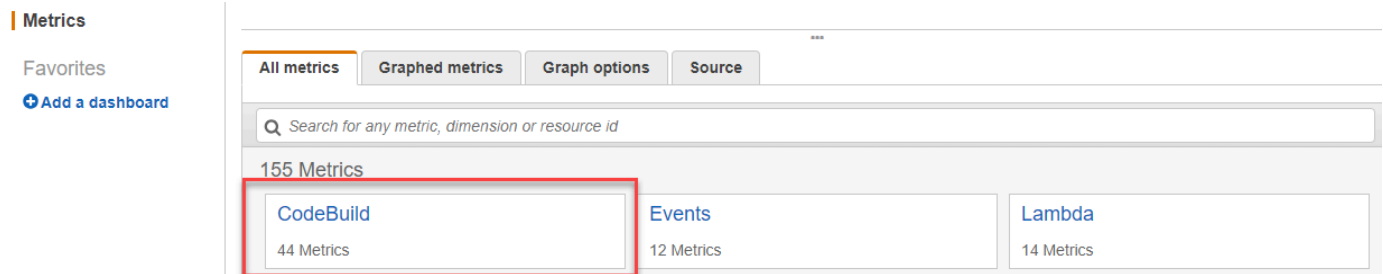 Metrics
Favorites
Add a dashboard
All metrics Graphed metrics Graph options Source
Search for any metric, dimension or resource id
155 Metrics
CodeBuild Events Lambda
44 Metrics 12 Metrics 14 Metrics